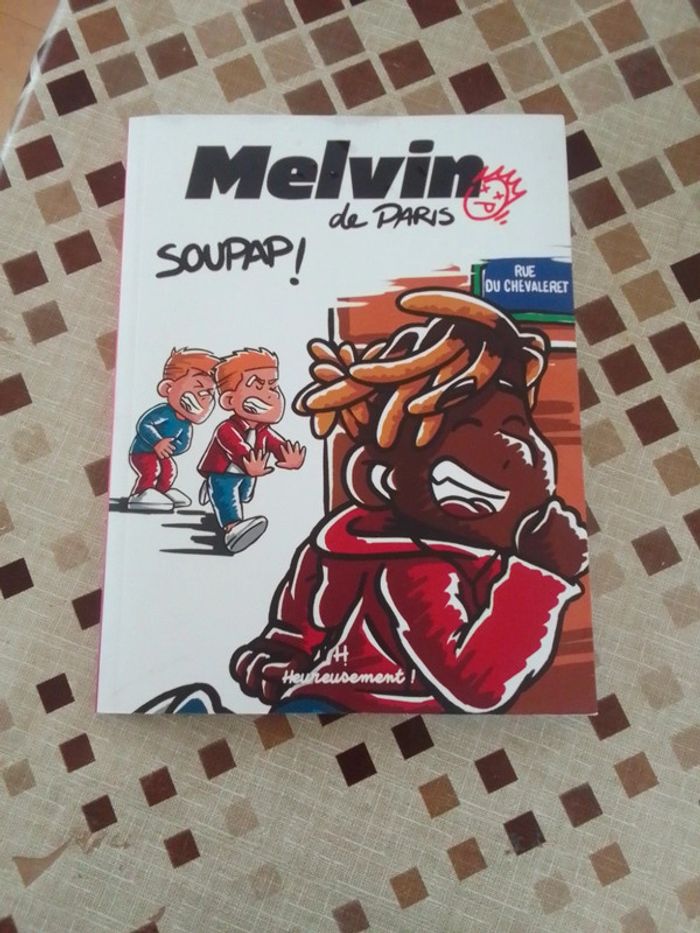 Melvin
de PARIS
SOUPAP!
RUE
DU CHEVALERET
H
Heureusement !